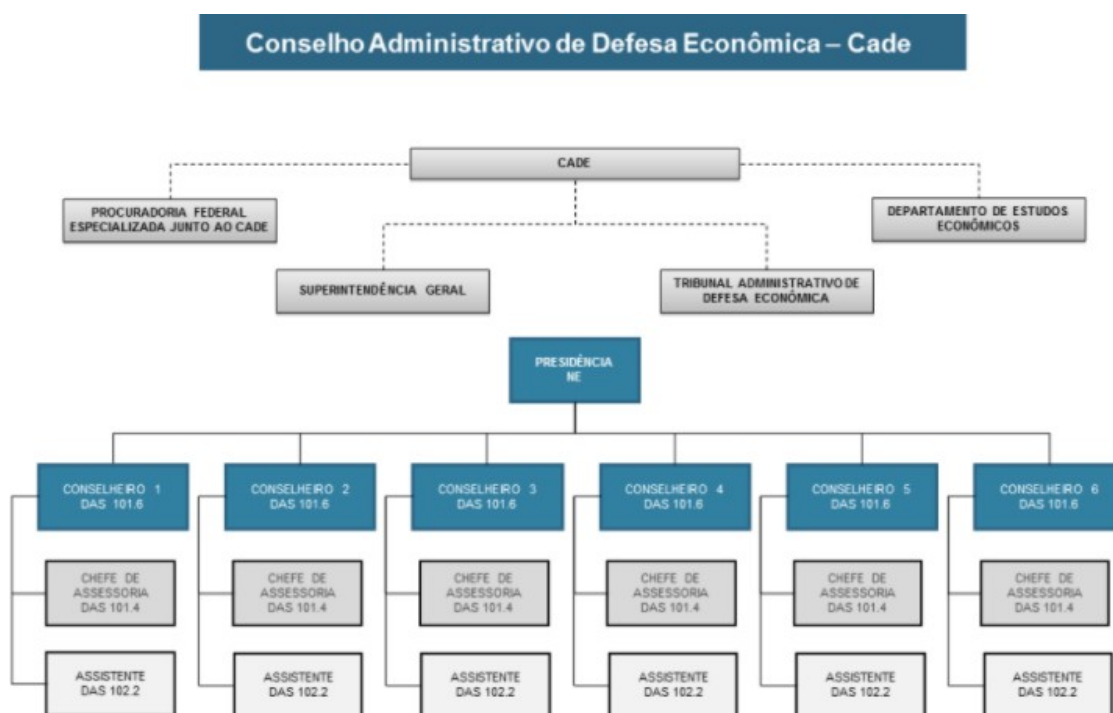 Conselho Administrativo de Defesa Econômica – Cade
CADE
PROCURADORIA FEDERAL
ESPECIALIZADA JUNTO AO CADE
DEPARTAMENTO DE ESTUDOS
ECONÔMICOS
SUPERINTENDÊNCIA GERAL
TRIBUNAL ADMINISTRATIVO DE
DEFESA ECONÔMICA
PRESIDÊNCIA
NE
CONSELHEIRO 1
DAS 101.6
CONSELHEIRO 2
DAS 101.6
CONSELHEIRO 3
DAS 101.6
CONSELHEIRO 4
DAS 101.6
CONSELHEIRO 5
DAS 101.6
CONSELHEIRO 6
DAS 101.6
CHEFE DE
ASSESSORIA
DAS 101.4
CHEFE DE
ASSESSORIA
DAS 101.4
CHEFE DE
ASSESSORIA
DAS 101.4
CHEFE DE
ASSESSORIA
DAS 101.4
CHEFE DE
ASSESSORIA
DAS 101.4
CHEFE DE
ASSESSORIA
DAS 101.4
ASSISTENTE
DAS 102.2
ASSISTENTE
DAS 102.2
ASSISTENTE
DAS 102.2
ASSISTENTE
DAS 102.2
ASSISTENTE
DAS 102.2
ASSISTENTE
DAS 102.2